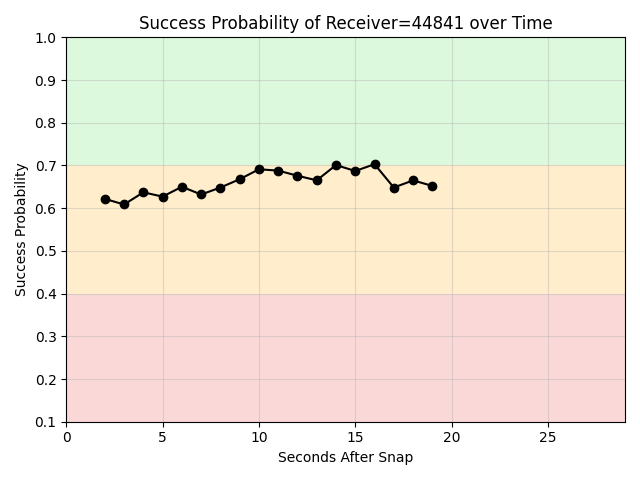 Success Probability of Receiver=44841 over Time
1.0
0.9
0.8
0.7
0.6
0.5
0.4
0.3
0.2
0.1
Success Probability
0 5 10 15 20 25
Seconds After Snap